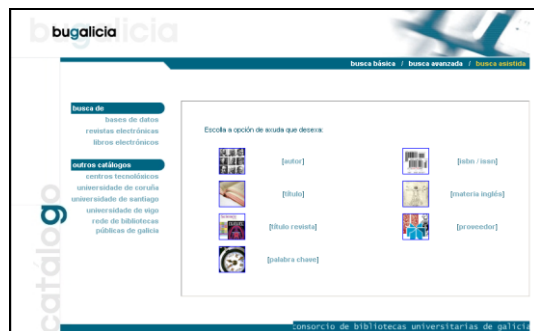 bugalicia
busca básica / busca avanzada / busca asistida
busca de
bases de datos
revistas electrónicas
libros electrónicos
outros catálogos
centros tecnolóxicos
universidade de coruña
universidade de santiago
universidade de vigo
rede de bibliotecas
públicas de galicia
Escolla a opción de axuda que desexa:
[autor]
[isbn / issn]
[título]
[materia inglés]
[título revista]
[proveedor]
[palabra chase]
catálogo
consorcio de bibliotecas universitarias de galicia